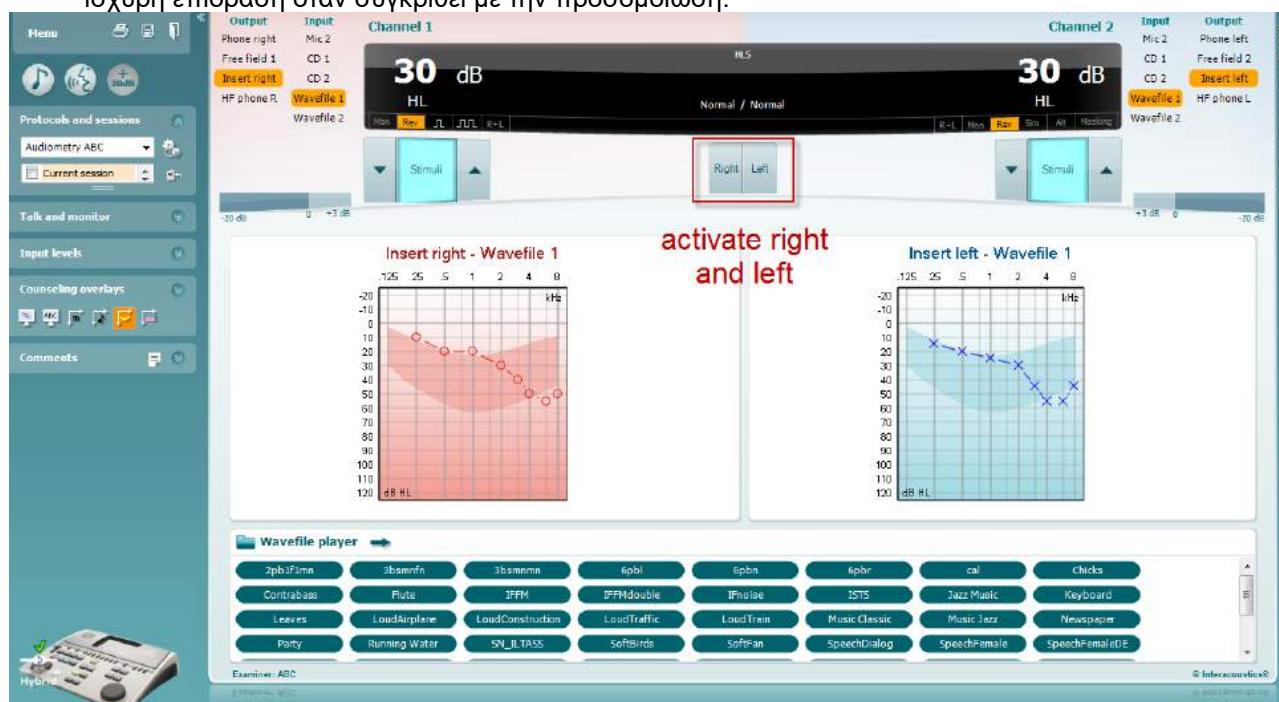 ισχυρή επίδραση όταν συγκριθεί με την προσομοίωση.
Menu
Output Input Channel 1
Phone right Mic 2
Free field 1 CD 1
Insert right CD 2
HF phone R Wavefile 1
Wavefile 2
30 dB
HL
Man Rev R+L
HLS
Normal / Normal
Channel 2 Input Output
Mic 2 Phone left
CD 1 Free field 2
CD 2 Insert left
Wavefile 1 HF phone L
Wavefile 2
30 dB
HL
R+L Man Rev Sim Alt Masking
Stimuli
Right Left
Stimuli
-20 dB 0 +3 dB
+3 dB 0 -20 dB
Protocols and sessions
Audiometry ABC
Current session
Talk and monitor
Input levels
Counseling overlays
Comments
activate right
and left
Insert right - Wavefile 1
.125 .25 .5 1 2 4 8
kHz
-20
-10
0
10
20
30
40
50
60
70
80
90
100
110
120
dB HL
Insert left - Wavefile 1
.125 .25 .5 1 2 4 8
kHz
-20
-10
0
10
20
30
40
50
60
70
80
90
100
110
120
dB HL
Wavefile player
2pb3f1mn 3bsmnfn 3bsmnmn 6pbl 6pbn 6pbr cal Chicks
Contrabass Flute IFFM IFFMdouble IFnoise ISTS Jazz Music Keyboard
Leaves LoudAirplane LoudConstruction LoudTraffic LoudTrain Music Classic Music Jazz Newspaper
Party Running Water SN_ILTASS SoftBirds SoftFan SpeechDialog SpeechFemale SpeechFemaleDE
Hybrid
Examiner: ABC
© Interacoustics®